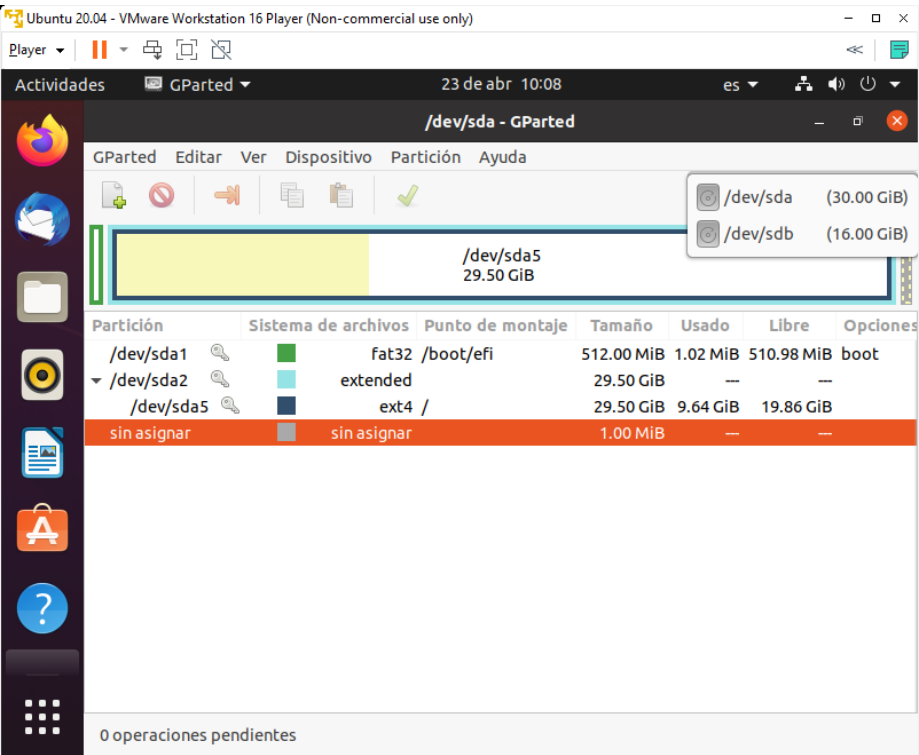 Ubuntu 20.04 - VMware Workstation 16 Player (Non-commercial use only)
Player
Actividades GParted 23 de abr 10:08 es
/dev/sda - GParted
GParted Editar Ver Dispositivo Partición Ayuda
/dev/sda (30.00 GiB)
/dev/sdb (16.00 GiB)
/dev/sda5
29.50 GiB
Partición Sistema de archivos Punto de montaje Tamaño Usado Libre Opciones
/dev/sda1 fat32 /boot/efi 512.00 MiB 1.02 MiB 510.98 MiB boot
/dev/sda2 extended 29.50 GiB --- ---
/dev/sda5 ext4 / 29.50 GiB 9.64 GiB 19.86 GiB
sin asignar sin asignar 1.00 MiB --- ---
0 operaciones pendientes